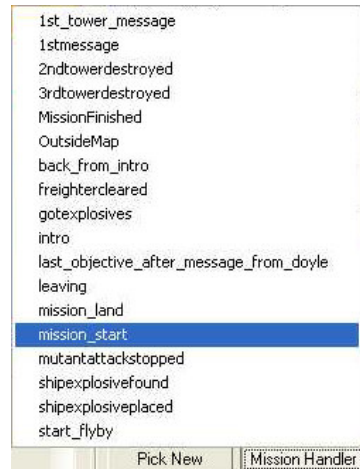 1st_tower_message
1stmessage
2ndtowerdestroyed
3rdtowerdestroyed
MissionFinished
OutsideMap
back_from_intro
freightercleared
gotexplosives
intro
last_objective_after_message_from_doyle
leaving
mission_land
mission_start
mutantattackstopped
shipexplosivefound
shipexplosiveplaced
start_flyby
Pick New Mission Handler